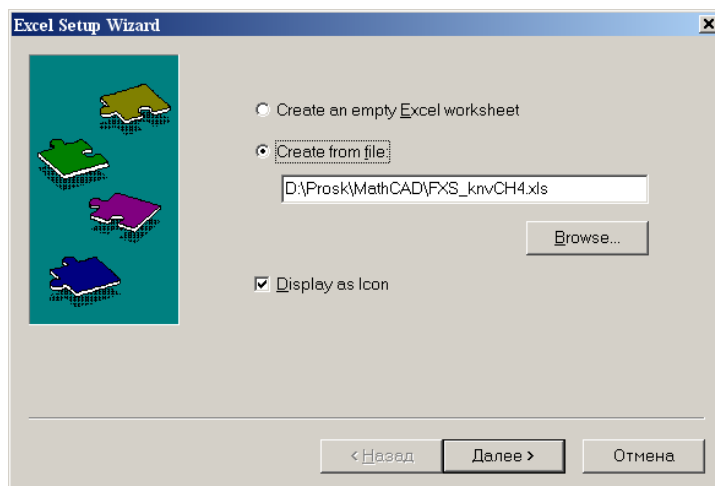 Excel Setup Wizard
Create an empty Excel worksheet
Create from file:
D:\Prosk\MathCAD\FXS_knvCH4.xls
Browse...
Display as Icon
< Назад
Далее >
Отмена